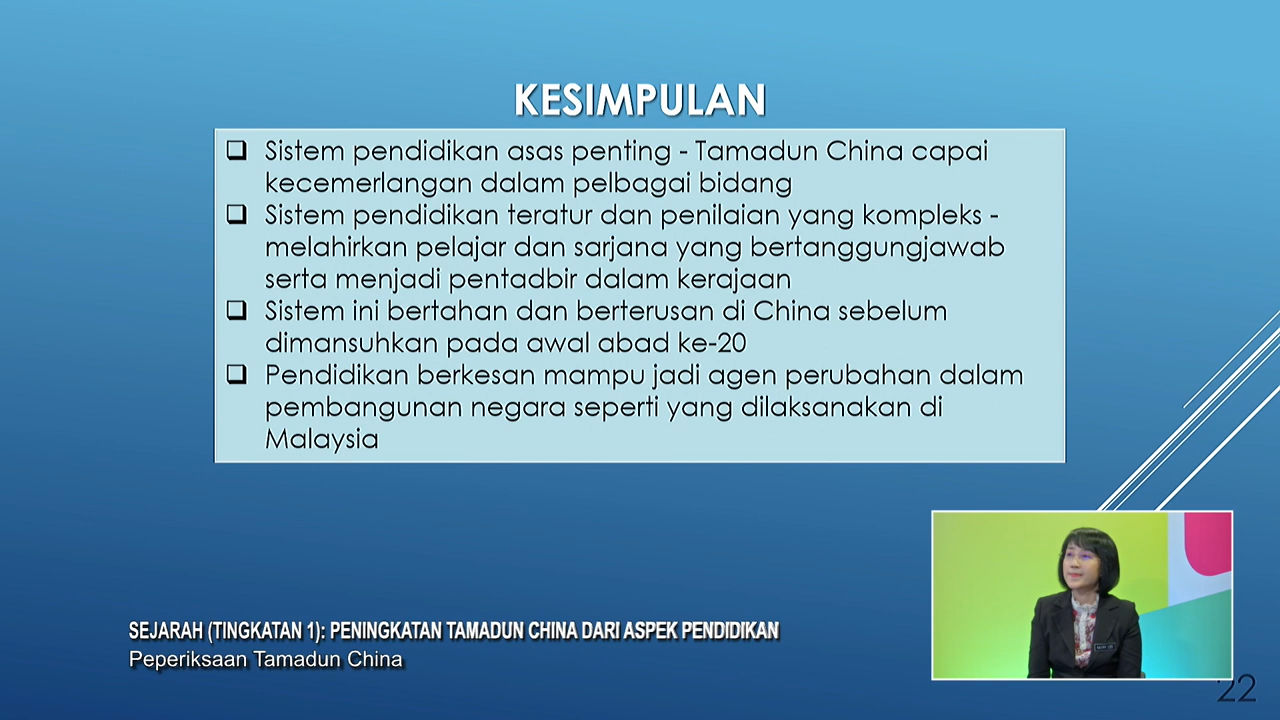 KESIMPULAN
❑ Sistem pendidikan asas penting - Tamadun China capai
kecemerlangan dalam pelbagai bidang
❑ Sistem pendidikan teratur dan penilaian yang kompleks -
melahirkan pelajar dan sarjana yang bertanggungjawab
serta menjadi pentadbir dalam kerajaan
❑ Sistem ini bertahan dan berterusan di China sebelum
dimansuhkan pada awal abad ke-20
❑ Pendidikan berkesan mampu jadi agen perubahan dalam
pembangunan negara seperti yang dilaksanakan di
Malaysia
SEJARAH (TINGKATAN 1): PENINGKATAN TAMADUN CHINA DARI ASPEK PENDIDIKAN
Peperiksaan Tamadun China
22